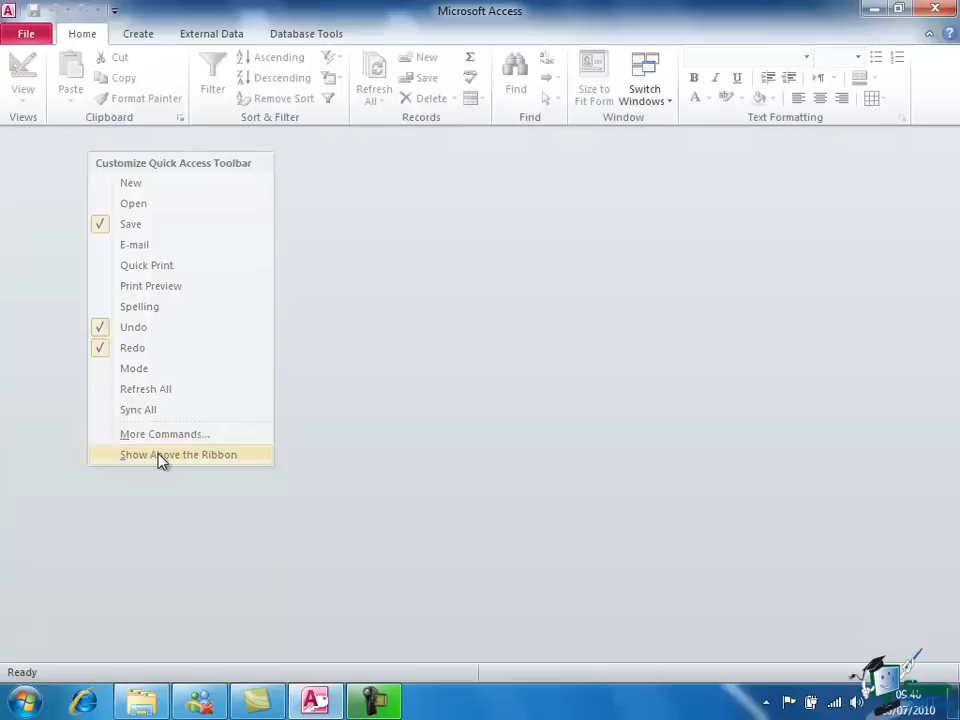 Microsoft Access
File Home Create External Data Database Tools
View Paste Cut Copy Format Painter Filter Ascending Descending Remove Sort Refresh All New Save Delete Find Size to Fit Form Switch Windows
Views Clipboard Sort & Filter Records Find Window Text Formatting
Customize Quick Access Toolbar
New
Open
Save
E-mail
Quick Print
Print Preview
Spelling
Undo
Redo
Mode
Refresh All
Sync All
More Commands...
Show Above the Ribbon
Ready